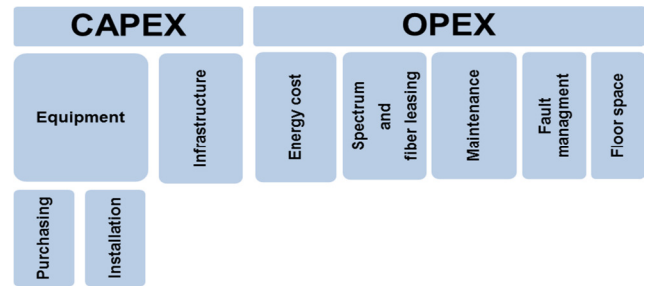 CAPEX
OPEX
Equipment
Infrastructure
Energy cost
Spectrum
and
fiber leasing
Maintenance
Fault
managment
Floor space
Purchasing
Installation